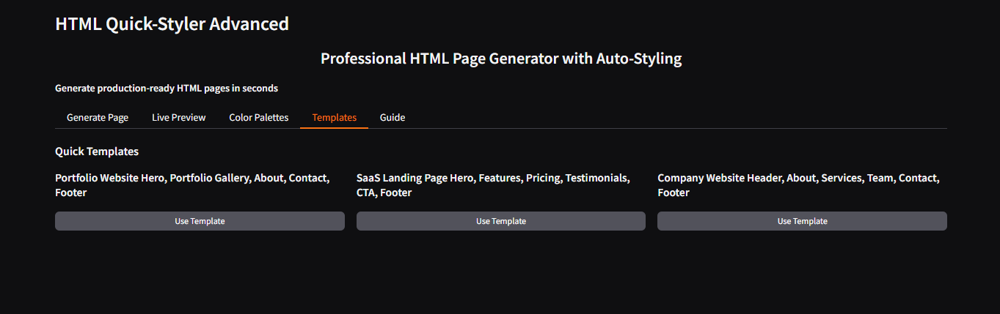 HTML Quick-Styler Advanced
Professional HTML Page Generator with Auto-Styling
Generate production-ready HTML pages in seconds
Generate Page Live Preview Color Palettes Templates Guide
Quick Templates
Portfolio Website Hero, Portfolio Gallery, About, Contact,
Footer
SaaS Landing Page Hero, Features, Pricing, Testimonials,
CTA, Footer
Company Website Header, About, Services, Team, Contact,
Footer
Use Template Use Template Use Template